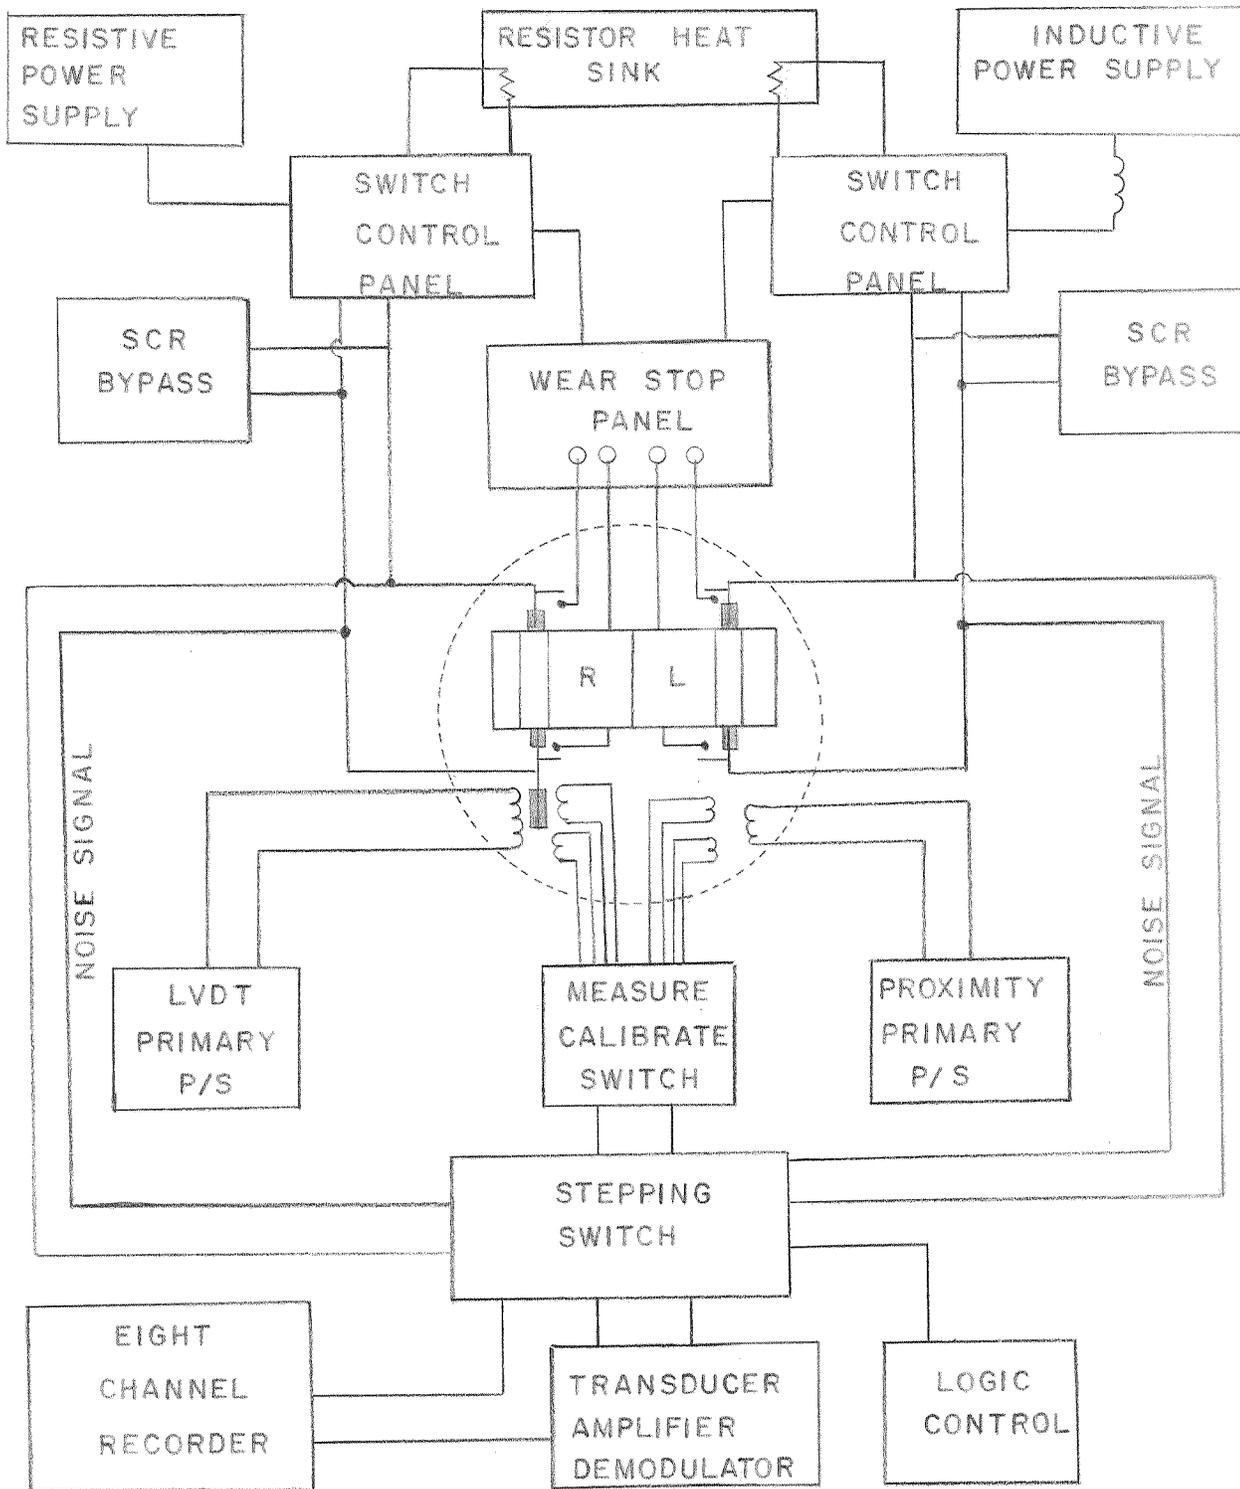 RESISTIVE
POWER
SUPPLY
RESISTOR HEAT
SINK
INDUCTIVE
POWER SUPPLY
SWITCH
CONTROL
PANEL
SWITCH
CONTROL
PANEL
SCR
BYPASS
WEAR STOP
PANEL
SCR
BYPASS
R
L
NOISE SIGNAL
NOISE SIGNAL
LVDT
PRIMARY
P/S
MEASURE
CALIBRATE
SWITCH
PROXIMITY
PRIMARY
P/S
STEPPING
SWITCH
EIGHT
CHANNEL
RECORDER
TRANSDUCER
AMPLIFIER
DEMODULATOR
LOGIC
CONTROL